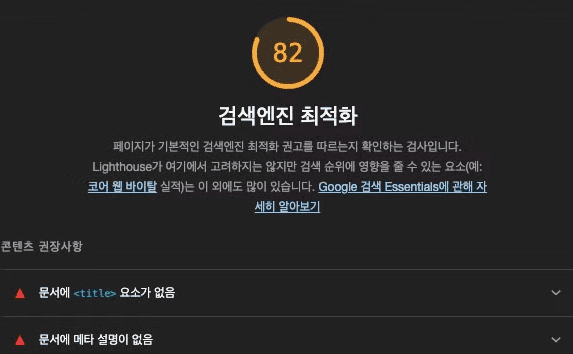 82
검색엔진 최적화
페이지가 기본적인 검색엔진 최적화 권고를 따르는지 확인하는 검사입니다.
Lighthouse가 여기에서 고려하지는 않지만 검색 순위에 영향을 줄 수 있는 요소(예:
코어 웹 바이탈 실적)는 이 외에도 많이 있습니다. Google 검색 Essentials에 관해 자
세히 알아보기
콘텐츠 권장사항
문서에 <title> 요소가 없음
문서에 메타 설명이 없음